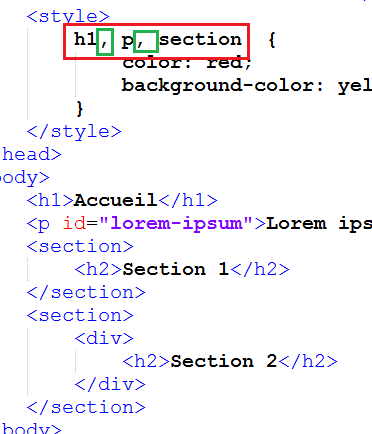 <style>
h1, p, section {
color: red;
background-color: yel
}
</style>
head>
body>
<h1>Accueil</h1>
<p id="lorem-ipsum">Lorem ips
<section>
<h2>Section 1</h2>
</section>
<section>
<div>
<h2>Section 2</h2>
</div>
</section>
body>